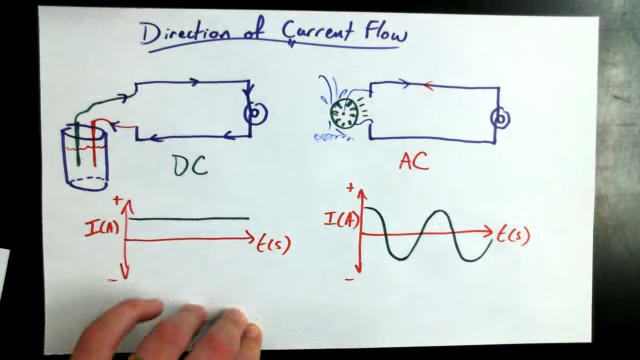 Direction of Current Flow
DC
AC
+
I(A)
t(s)
-
+
I(A)
t(s)
-